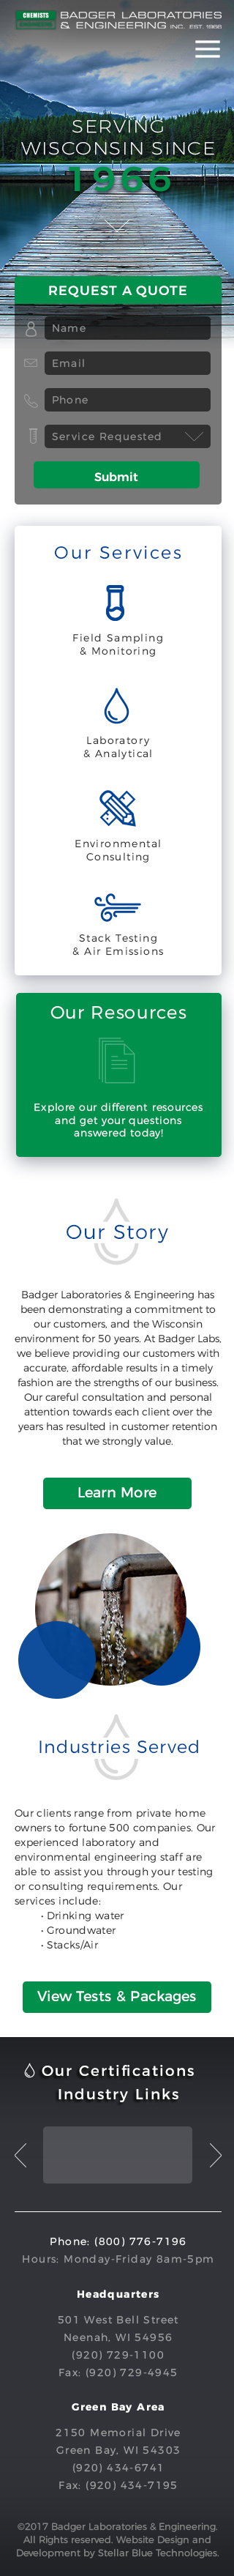 CHEMISTS
BADGER LABORATORIES
& ENGINEERING INC. EST. 1966
SERVING
WISCONSIN SINCE
1966
REQUEST A QUOTE
Name
Email
Phone
Service Requested
Submit
Our Services
Field Sampling
& Monitoring
Laboratory
& Analytical
Environmental
Consulting
Stack Testing
& Air Emissions
Our Resources
Explore our different resources
and get your questions
answered today!
Our Story
Badger Laboratories & Engineering has
been demonstrating a commitment to
our customers, and the Wisconsin
environment for 50 years. At Badger Labs,
we believe providing our customers with
accurate, affordable results in a timely
fashion are the strengths of our business.
Our careful consultation and personal
attention towards each client over the
years has resulted in customer retention
that we strongly value.
Learn More
Industries Served
Our clients range from private home
owners to fortune 500 companies. Our
experienced laboratory and
environmental engineering staff are
able to assist you through your testing
or consulting requirements. Our
services include:
• Drinking water
• Groundwater
• Stacks/Air
View Tests & Packages
Our Certifications
Industry Links
Phone: (800) 776-7196
Hours: Monday-Friday 8am-5pm
Headquarters
501 West Bell Street
Neenah, WI 54956
(920) 729-1100
Fax: (920) 729-4945
Green Bay Area
2150 Memorial Drive
Green Bay, WI 54303
(920) 434-6741
Fax: (920) 434-7195
©2017 Badger Laboratories & Engineering.
All Rights reserved. Website Design and
Development by Stellar Blue Technologies.